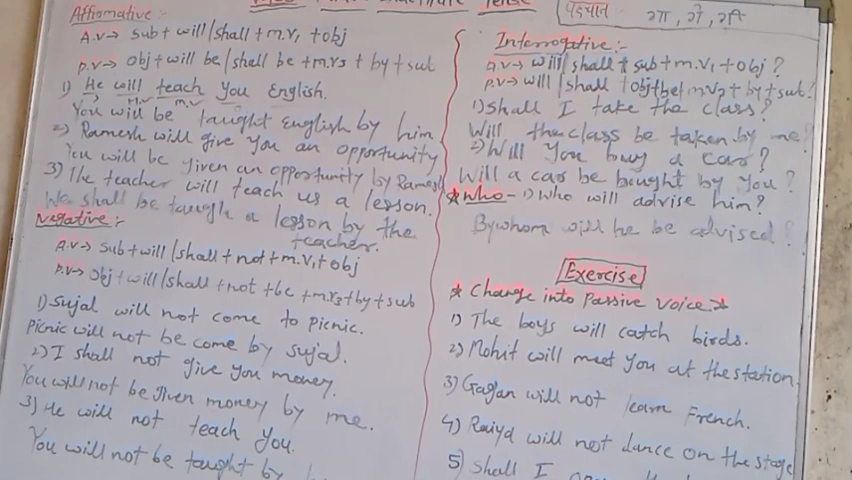 Future Indefinite Tense
पहचान गा, गे, गी
Affirmative :-
A.V→ sub + will/shall + m.v₁ + obj
P.V→ obj + will be/shall be + m.v₃ + by + sub
1) He will teach you English.
m.v m.v
You will be taught English by him.
2) Ramesh will give you an opportunity
You will be given an opportunity by Ramesh
3) The teacher will teach us a lesson.
We shall be taugh a lesson by the
teacher.
Negative :-
A.V→ sub + will/shall + not + m.v₁ + obj
P.V→ obj + will/shall + not + be + m.v₃ + by + sub
1) Sujal will not come to picnic.
Picnic will not be come by Sujal.
2) I shall not give you money.
You will not be given money by me.
3) He will not teach you.
You will not be taught by
Interrogative :-
A.V→ will/shall + sub + m.v₁ + obj ?
P.V→ will/shall + obj + be + m.v₃ + by + sub ?
1) Shall I take the class ?
Will the class be taken by me ?
2) Will you buy a car ?
Will a car be bought by you ?
* Who - 1) Who will advise him ?
By whom will he be advised ?
Exercise
* Change into Passive Voice *
1) The boys will catch birds.
2) Mohit will meet you at the station.
3) Gagan will not learn French.
4) Raiya will not dance on the stage
5) Shall I